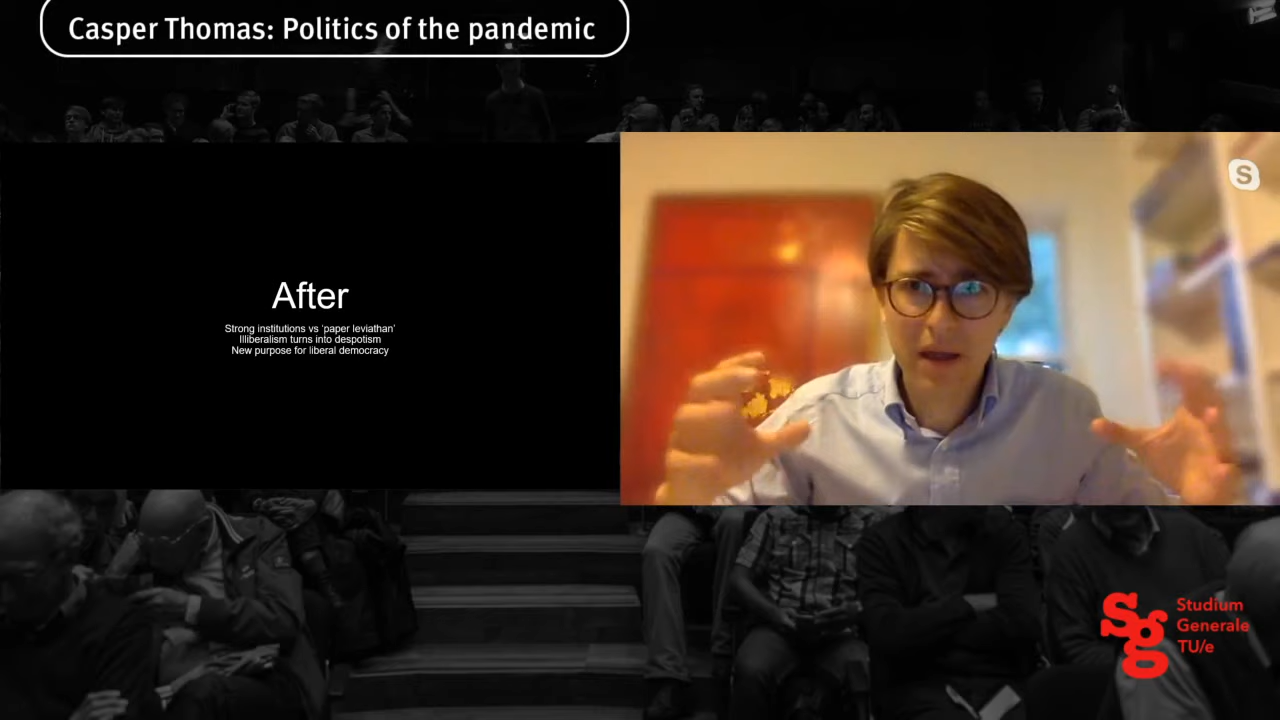 Casper Thomas: Politics of the pandemic
After
Strong institutions vs 'paper leviathan'
Illiberalism turns into despotism
New purpose for liberal democracy
S
Sg
Studium
Generale
TU/e